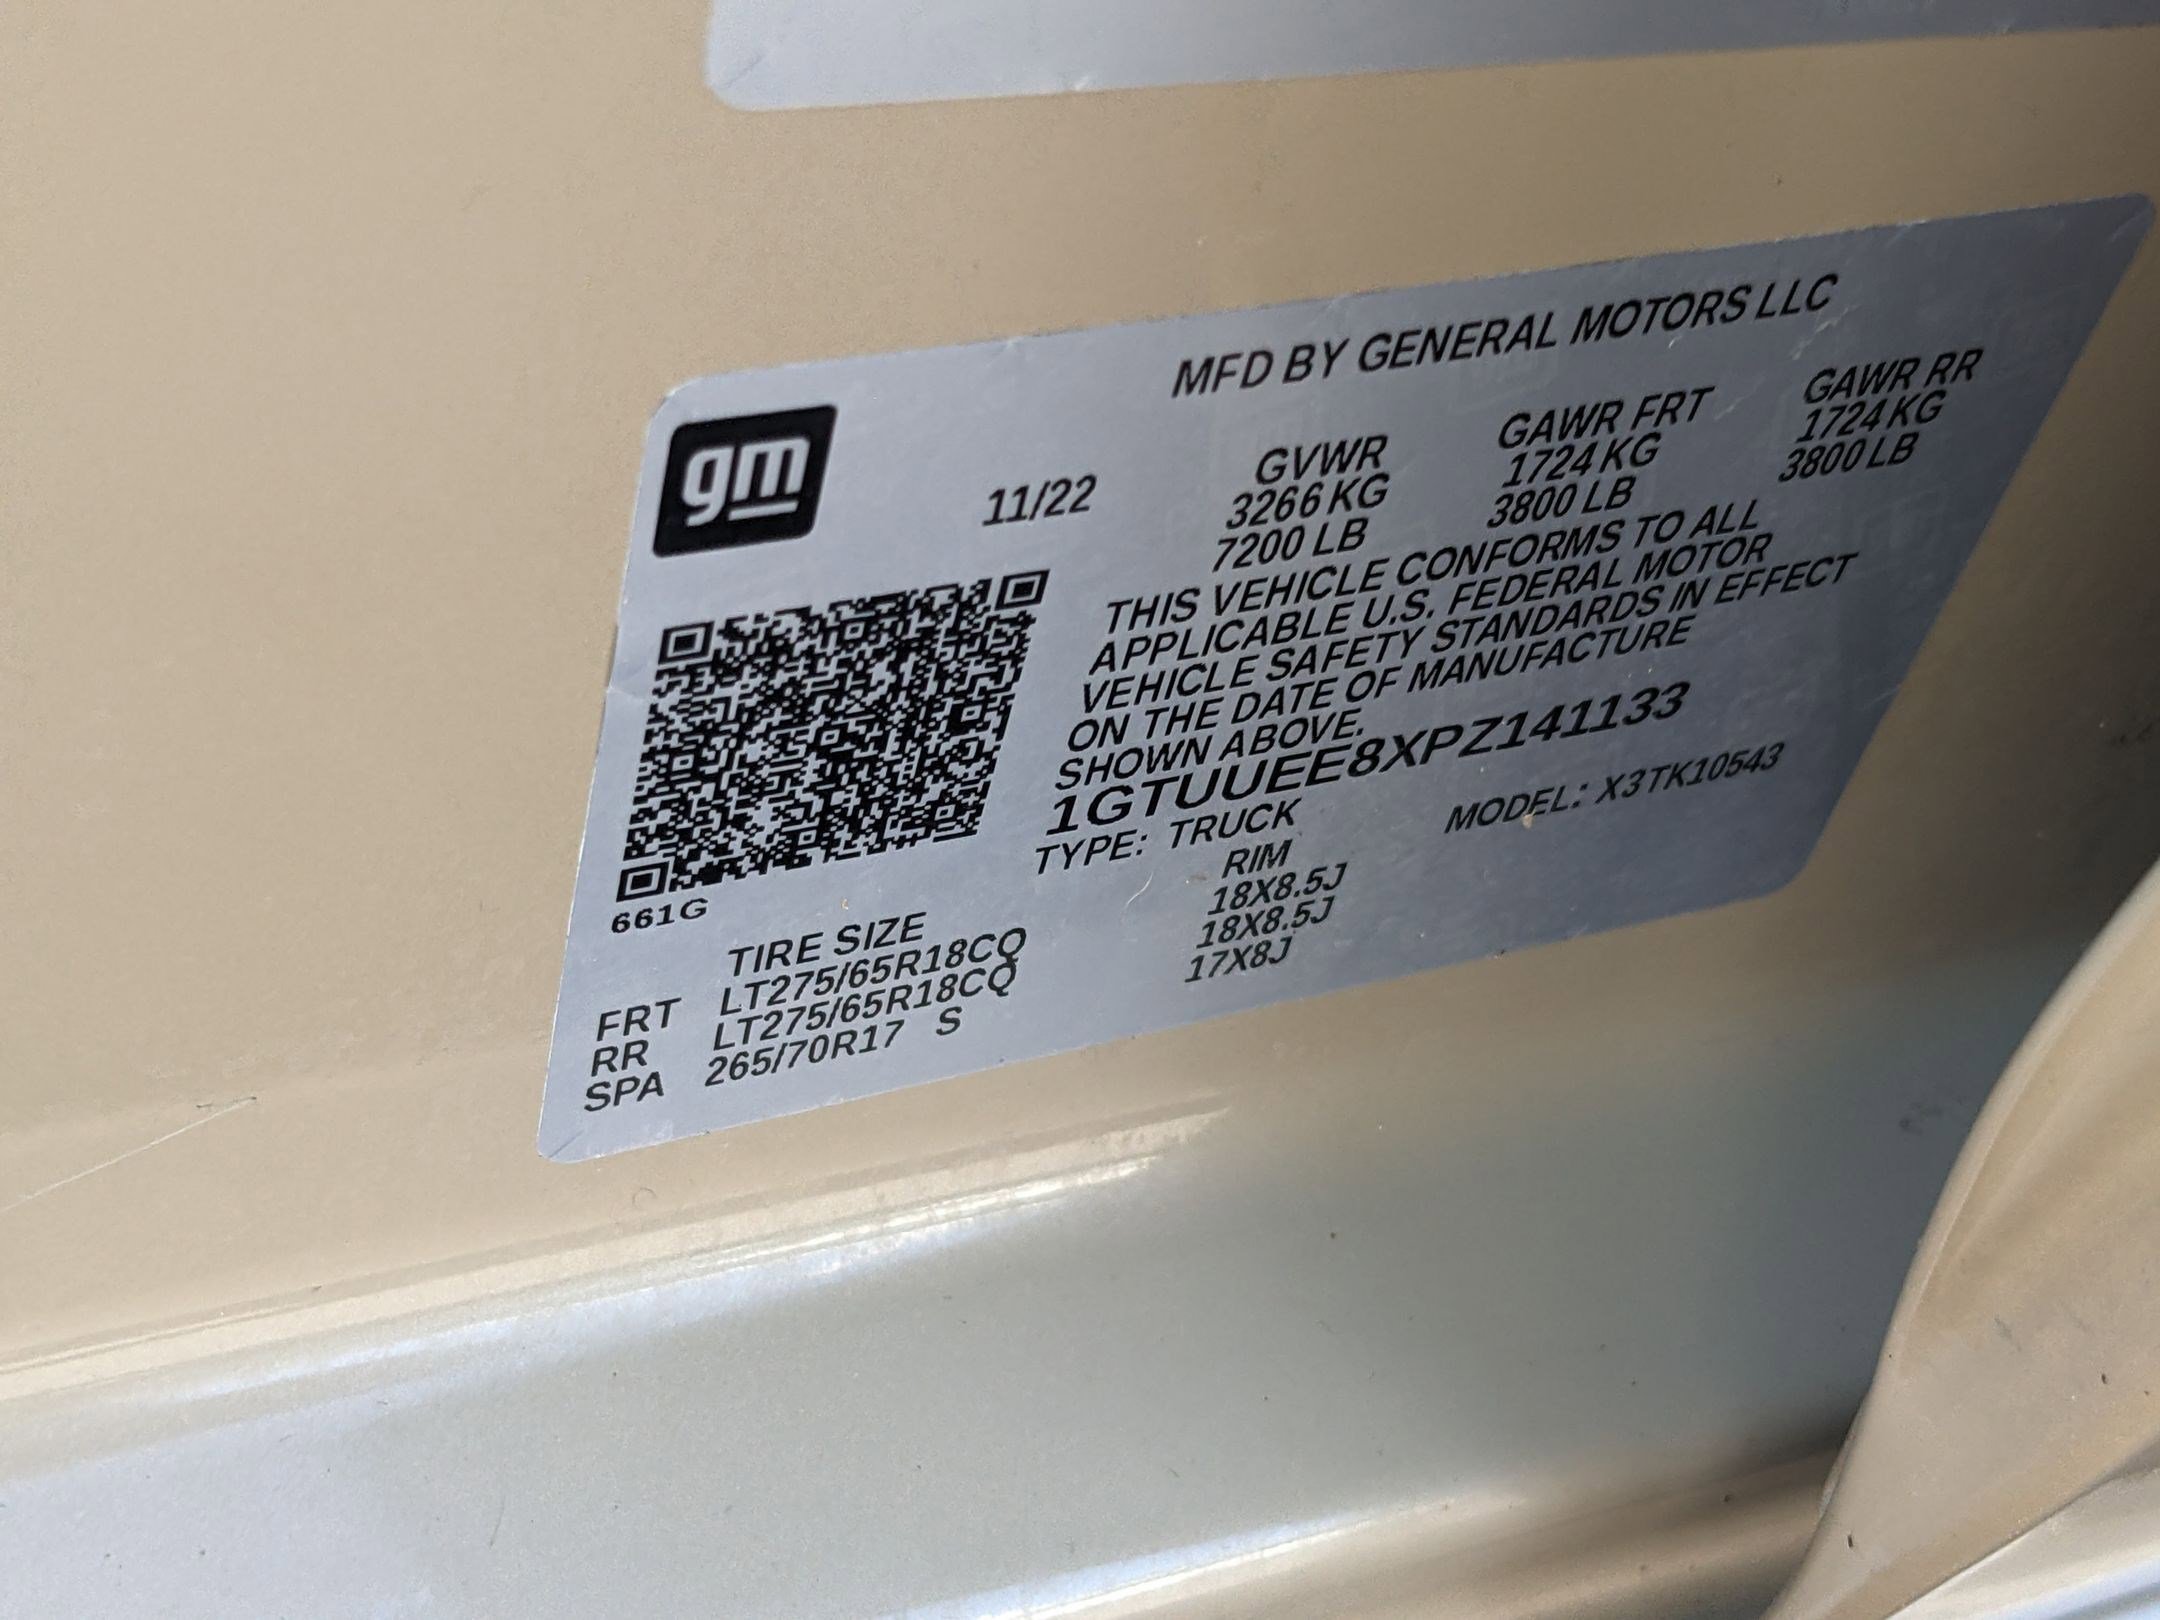 MFD BY GENERAL MOTORS LLC
gm
11/22
GVWR GAWR FRT GAWR RR
3266 KG 1724 KG 1724 KG
7200 LB 3800 LB 3800 LB
THIS VEHICLE CONFORMS TO ALL
APPLICABLE U.S. FEDERAL MOTOR
VEHICLE SAFETY STANDARDS IN EFFECT
ON THE DATE OF MANUFACTURE
SHOWN ABOVE.
1GTUUEE8XPZ141133
TYPE: TRUCK MODEL: X3TK10543
661G
TIRE SIZE RIM
FRT LT275/65R18CQ 18X8.5J
RR LT275/65R18CQ 18X8.5J
SPA 265/70R17 S 17X8J